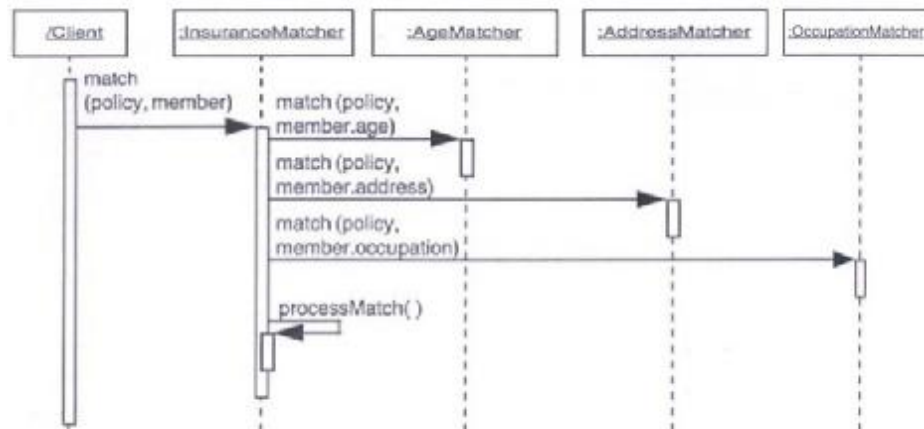 /Client
:InsuranceMatcher
:AgeMatcher
:AddressMatcher
:OccupationMatcher
match
(policy, member)
match (policy,
member.age)
match (policy,
member.address)
match (policy,
member.occupation)
processMatch( )